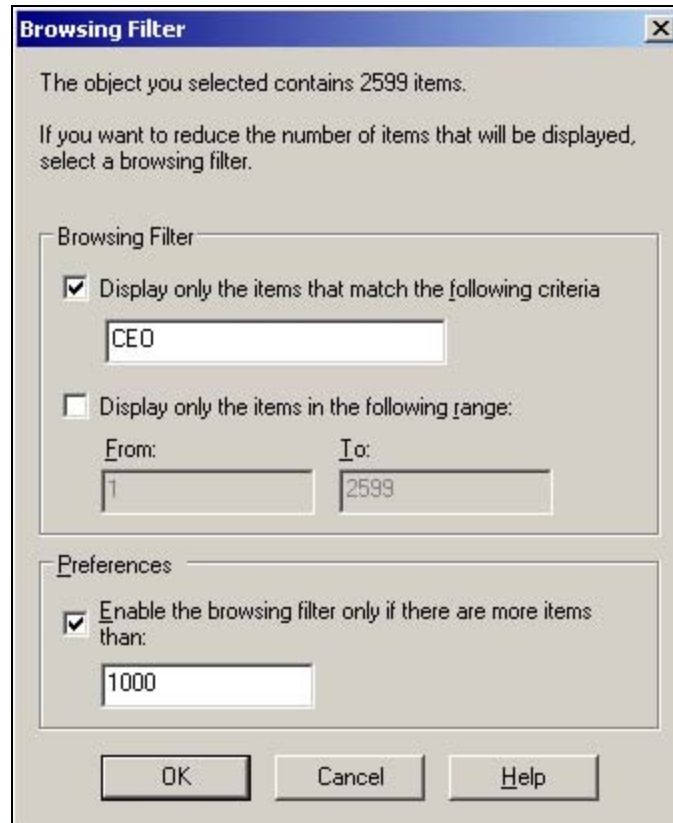 Browsing Filter
The object you selected contains 2599 items.
If you want to reduce the number of items that will be displayed,
select a browsing filter.
Browsing Filter
Display only the items that match the following criteria
CEO
Display only the items in the following range:
From: To:
1 2599
Preferences
Enable the browsing filter only if there are more items
than:
1000
OK Cancel Help